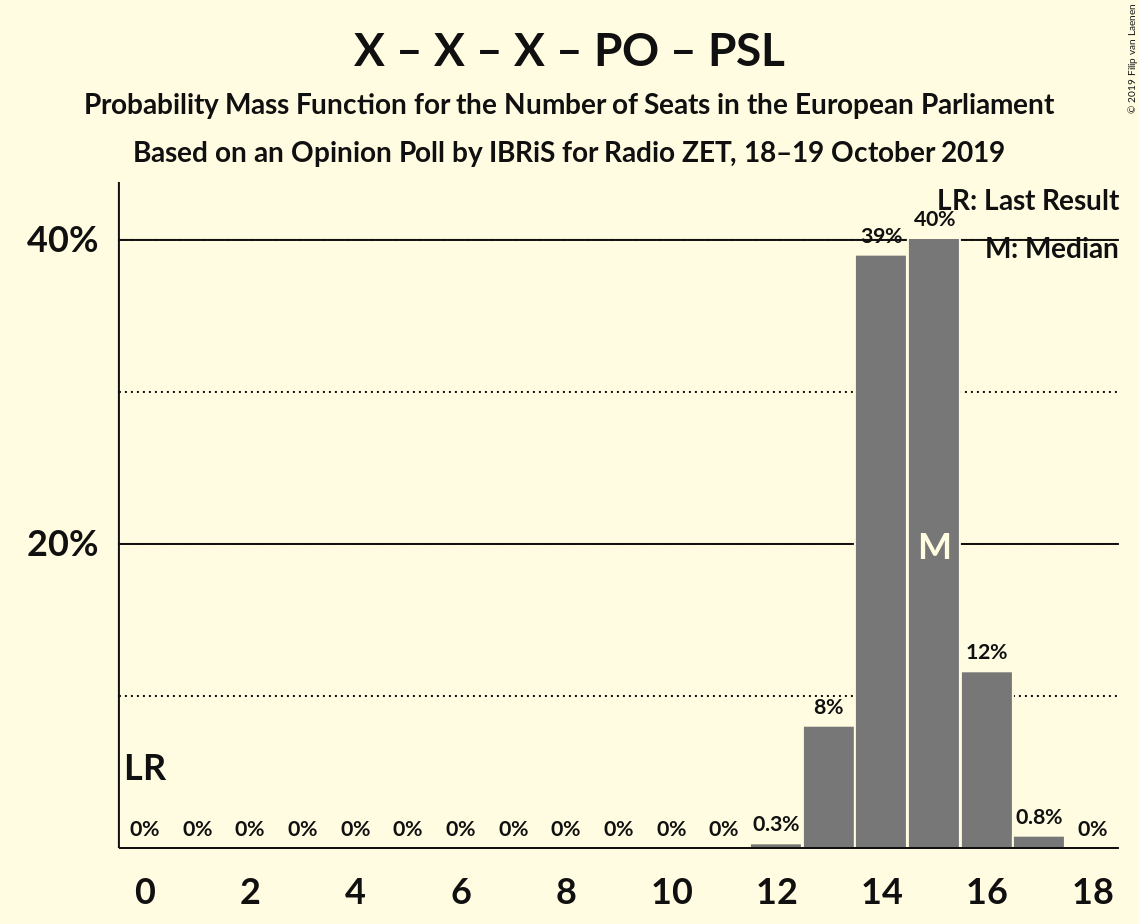 X – X – X – PO – PSL
Probability Mass Function for the Number of Seats in the European Parliament
Based on an Opinion Poll by IBRiS for Radio ZET, 18–19 October 2019
© 2019 Filip van Laenen
LR: Last Result
M: Median
40%
20%
39%
40%
M
12%
8%
LR
0% 0% 0% 0% 0% 0% 0% 0% 0% 0% 0% 0% 0.3% 0.8% 0%
0 2 4 6 8 10 12 14 16 18